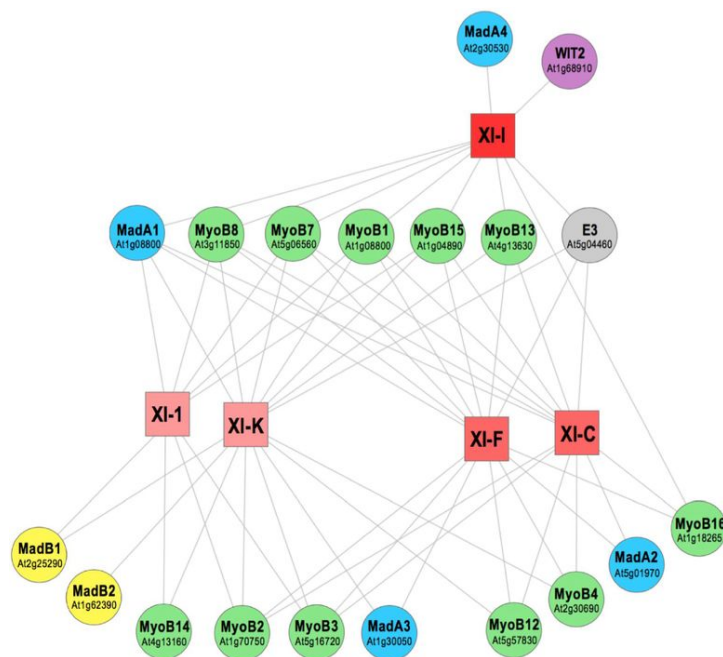 MadA4
At2g30530
WIT2
At1g68910
XI-I
MadA1
At1g08800
MyoB8
At3g11850
MyoB7
At5g06560
MyoB1
At1g08800
MyoB15
At1g04890
MyoB13
At4g13630
E3
At5g04460
XI-1
XI-K
XI-F
XI-C
MyoB16
At1g18265
MadB1
At2g25290
MadA2
At5g01970
MadB2
At1g62390
MyoB4
At2g30690
MyoB14
At4g13160
MyoB2
At1g70750
MyoB3
At5g16720
MadA3
At1g30050
MyoB12
At5g57830